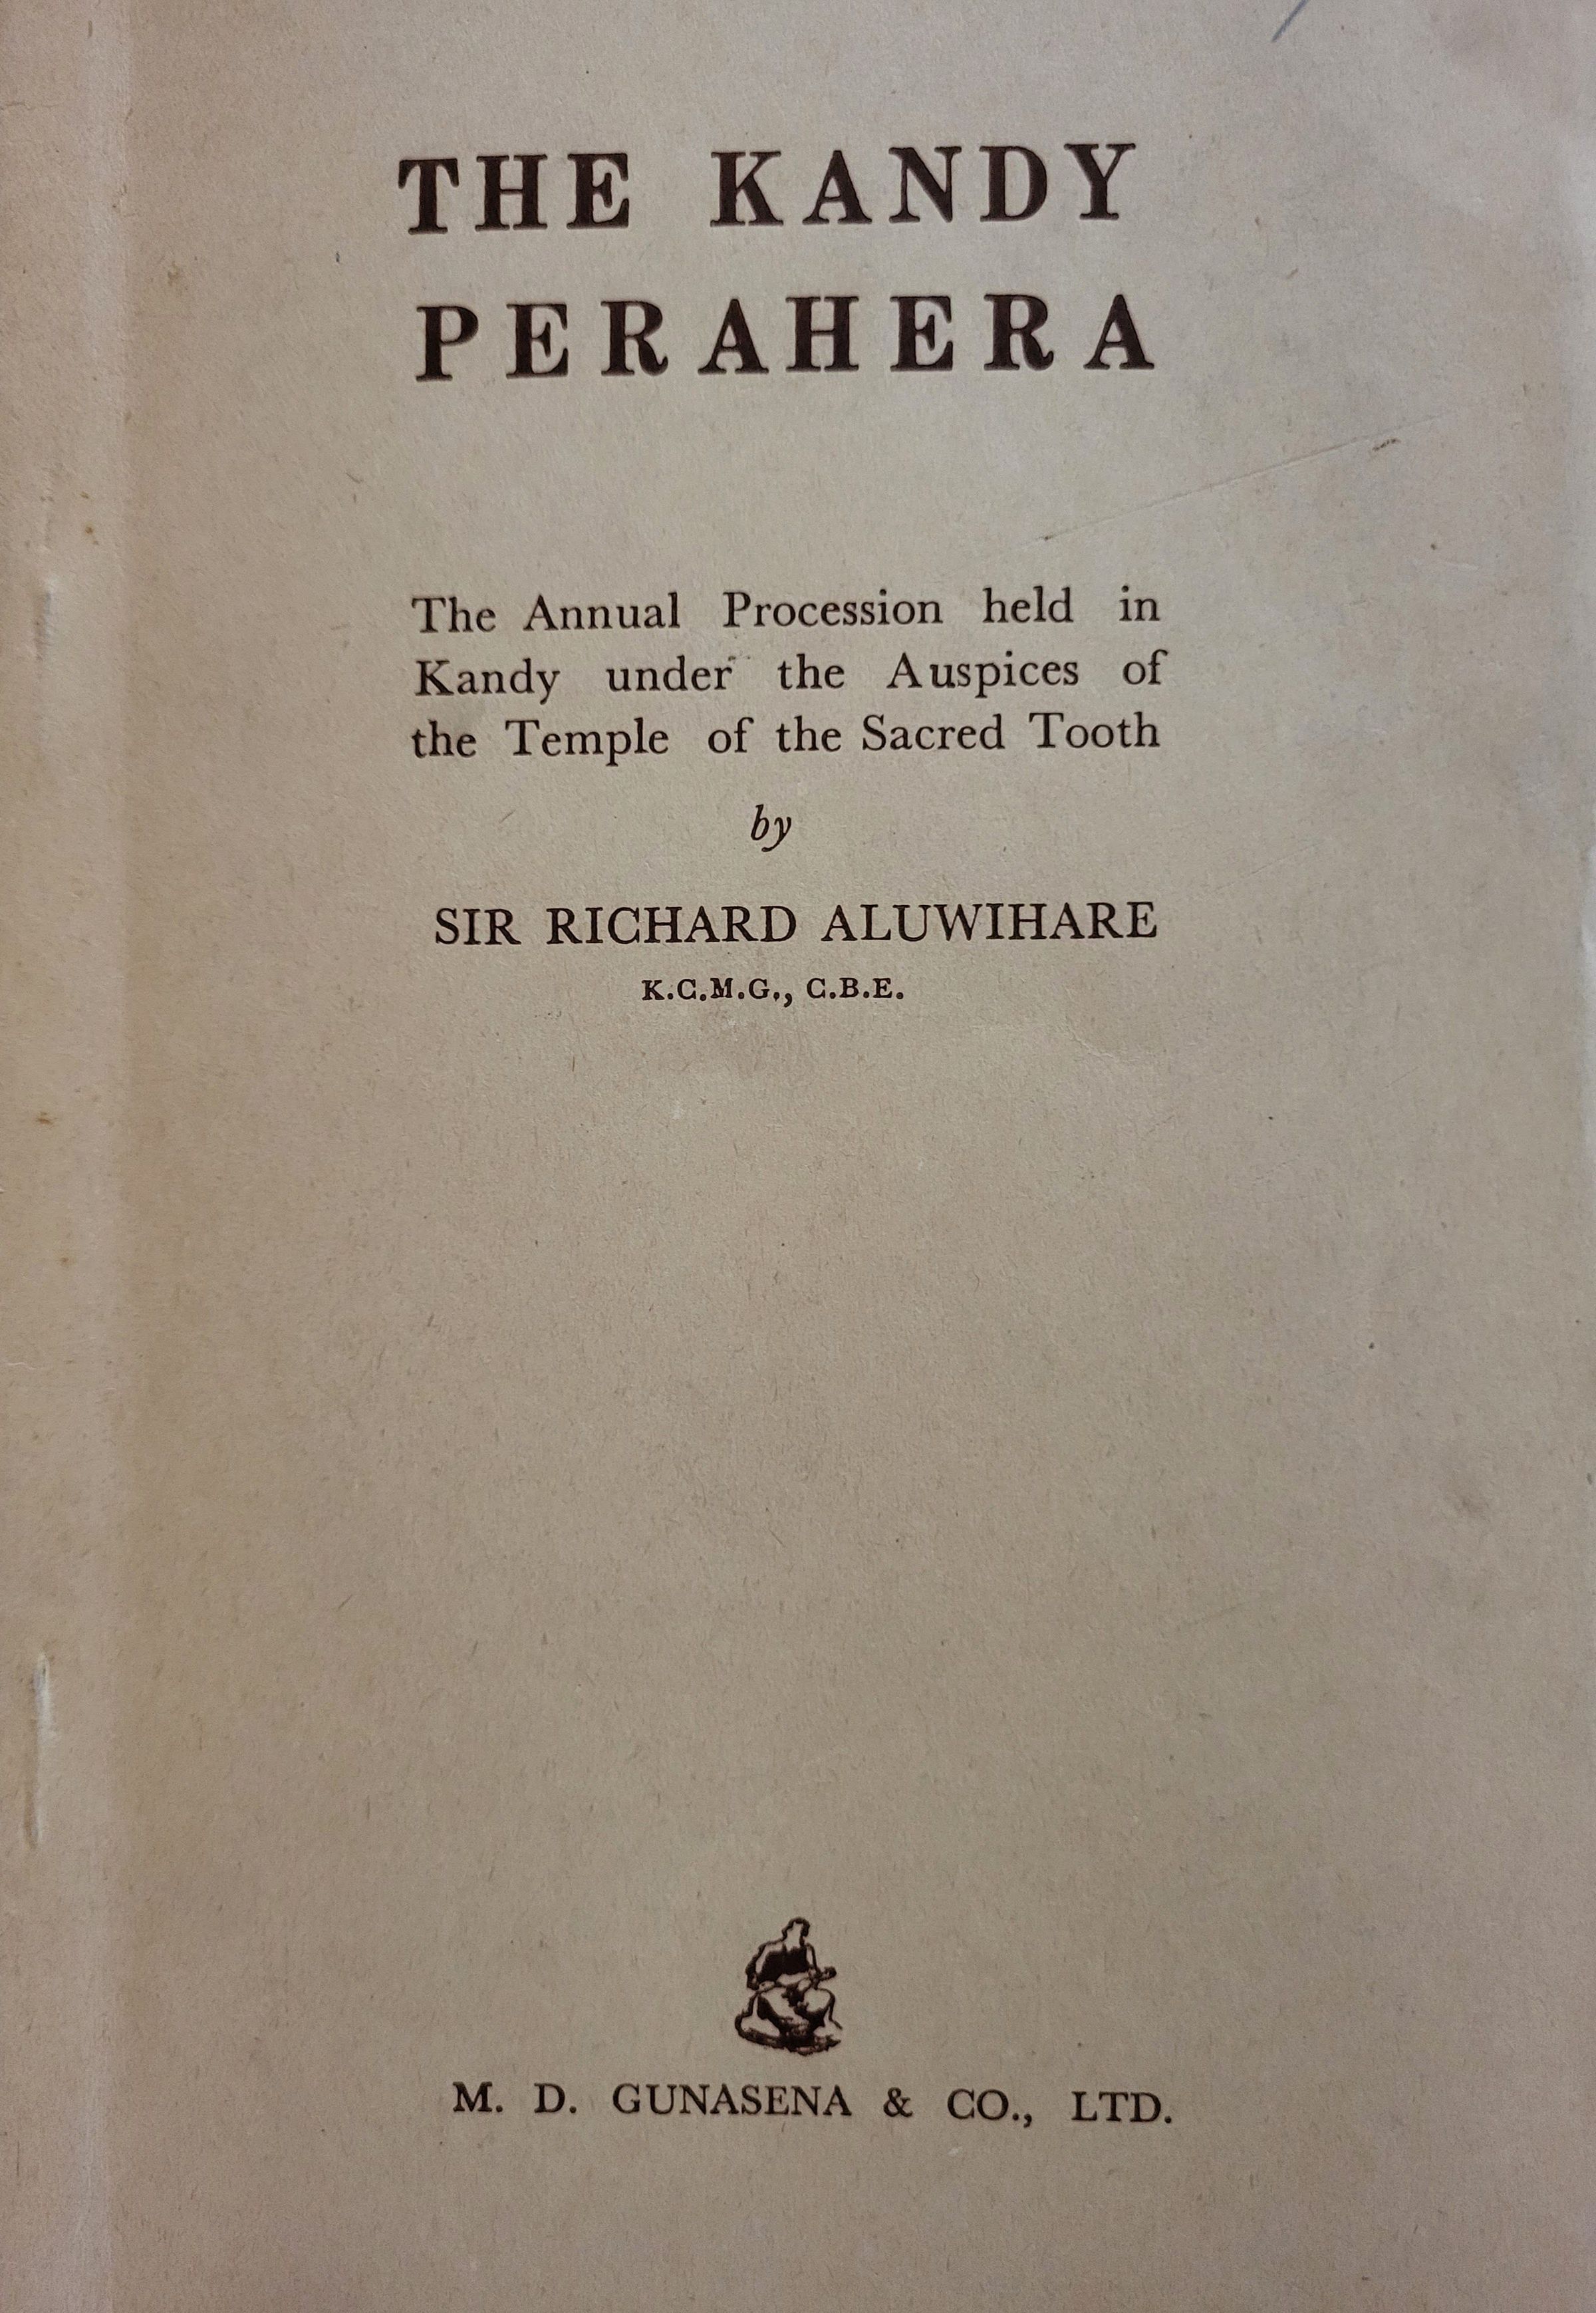 THE KANDY
PERAHERA
The Annual Procession held in
Kandy under the Auspices of
the Temple of the Sacred Tooth
by
SIR RICHARD ALUWIHARE
K.C.M.G., C.B.E.
M. D. GUNASENA & CO., LTD.